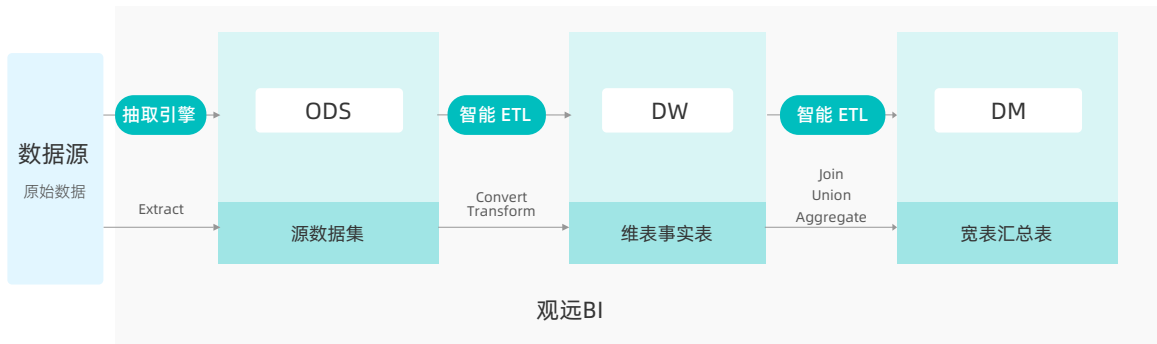 数据源
原始数据
抽取引擎
Extract
ODS
源数据集
智能 ETL
Convert
Transform
DW
维表事实表
智能 ETL
Join
Union
Aggregate
DM
宽表汇总表
观远BI